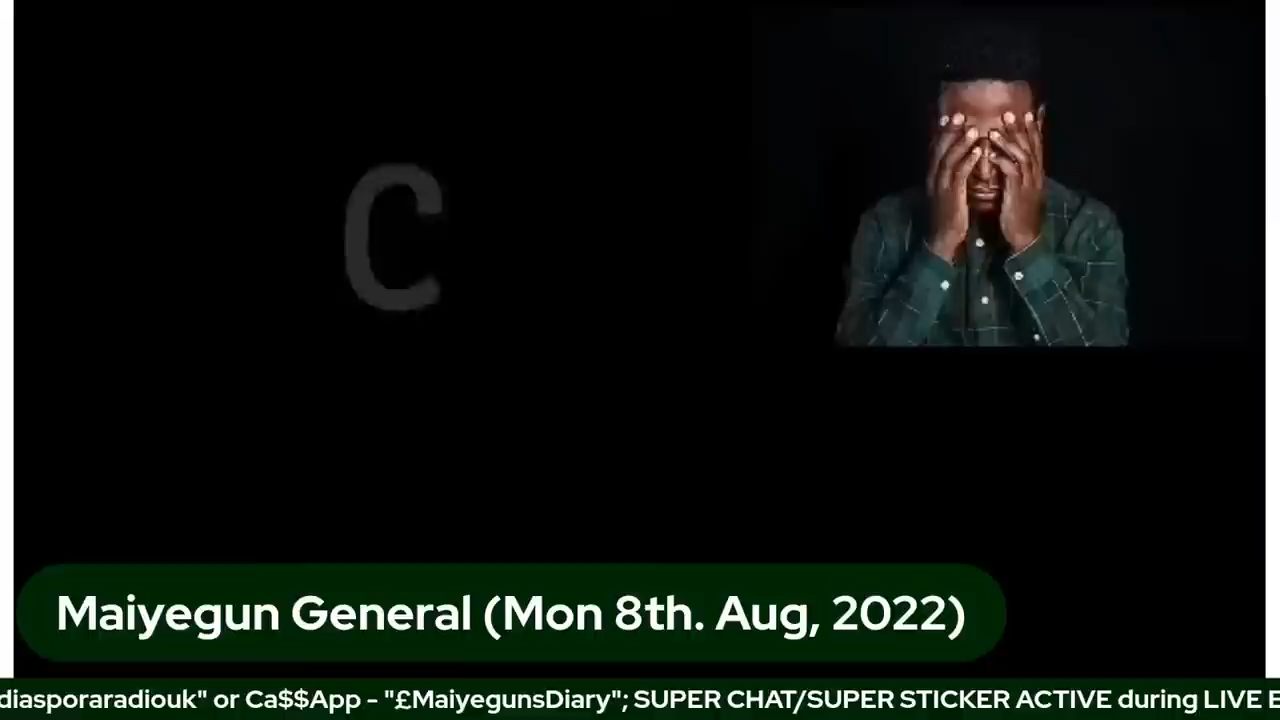 C
Maiyegun General (Mon 8th. Aug, 2022)
diasporaradiouk" or Ca$$App - "£MaiyegunsDiary"; SUPER CHAT/SUPER STICKER ACTIVE during LIVE E